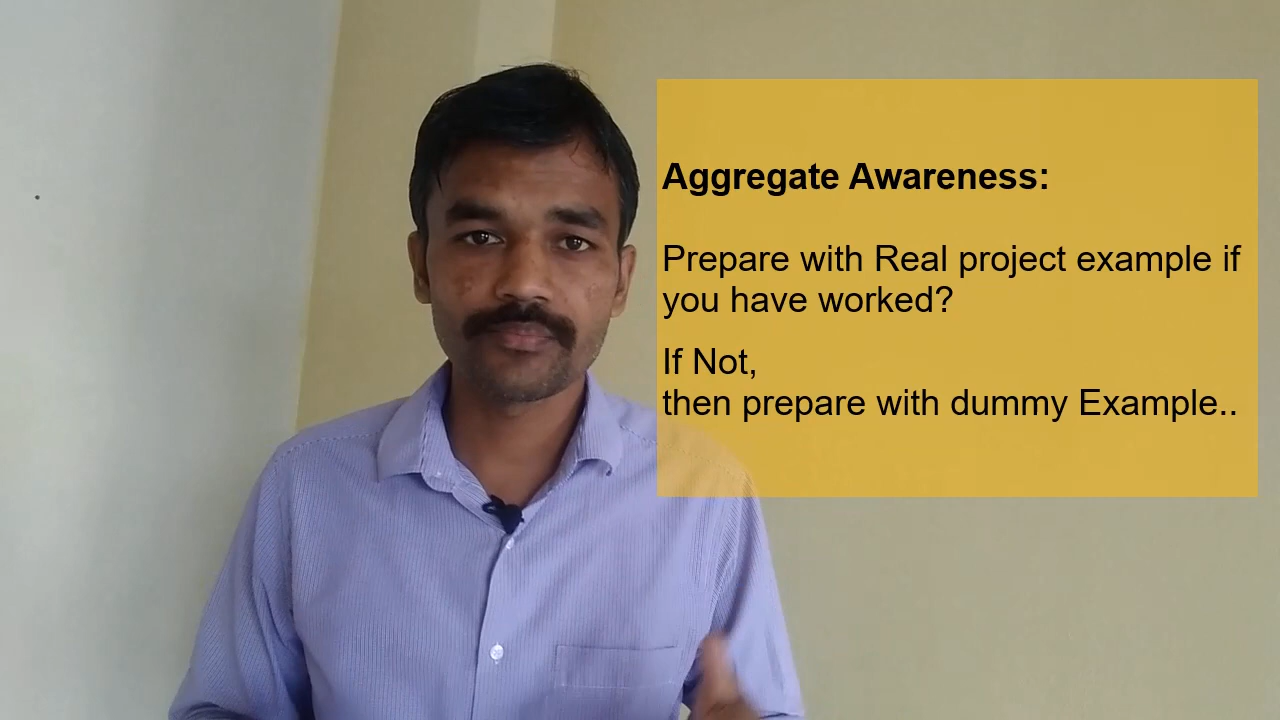 Aggregate Awareness:
Prepare with Real project example if
you have worked?
If Not,
then prepare with dummy Example..